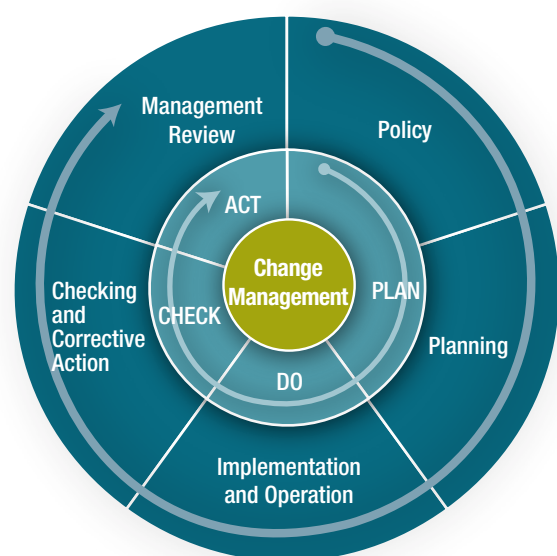 Management
Review
Policy
ACT
Change
Management
PLAN
CHECK
Checking
and
Corrective
Action
Planning
DO
Implementation
and Operation